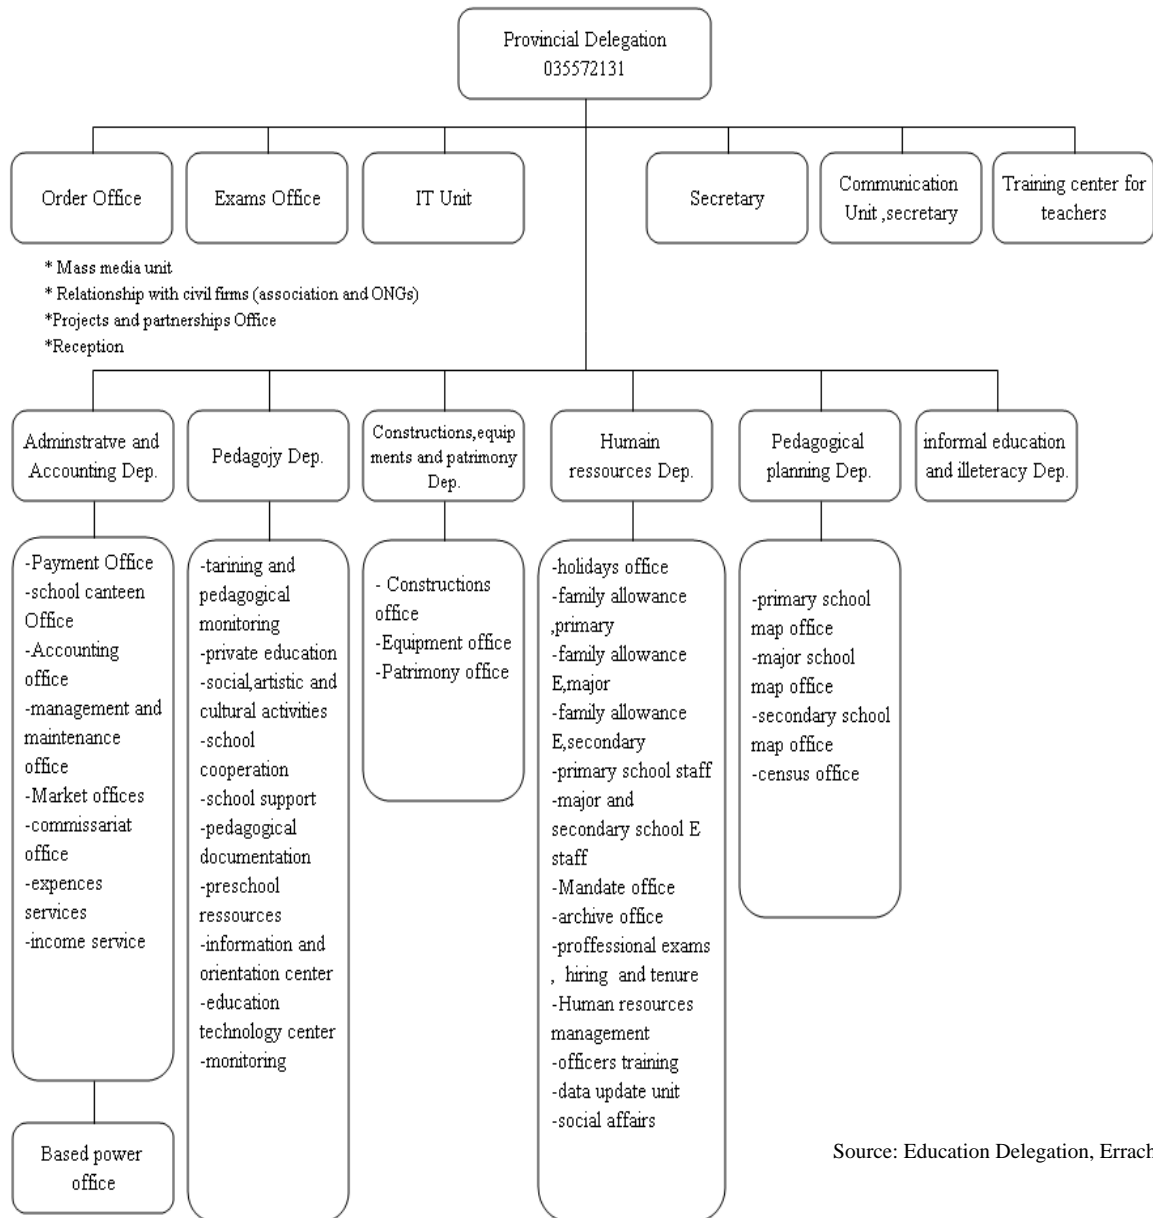 Provincial Delegation
035572131
Order Office
Exams Office
IT Unit
Secretary
Communication
Unit ,secretary
Training center for
teachers
* Mass media unit
* Relationship with civil firms (association and ONGs)
*Projects and partnerships Office
*Reception
Adminstratve and
Accounting Dep.
Pedagojy Dep.
Constructions,equip
ments and patrimony
Dep.
Humain
ressources Dep.
Pedagogical
planning Dep.
informal education
and illeteracy Dep.
-Payment Office
-school canteen
Office
-Accounting
office
-management and
maintenance
office
-Market offices
-commissariat
office
-expences
services
-income service
-tarining and
pedagogical
monitoring
-private education
-social,artistic and
cultural activities
-school
cooperation
-school support
-pedagogical
documentation
-preschool
ressources
-information and
orientation center
-education
technology center
-monitoring
- Constructions
office
-Equipment office
-Patrimony office
-holidays office
-family allowance
,primary
-family allowance
E,major
-family allowance
E,secondary
-primary school staff
-major and
secondary school E
staff
-Mandate office
-archive office
-proffessional exams
, hiring and tenure
-Human resources
management
-officers training
-data update unit
-social affairs
-primary school
map office
-major school
map office
-secondary school
map office
-census office
Based power
office
Source: Education Delegation, Errach